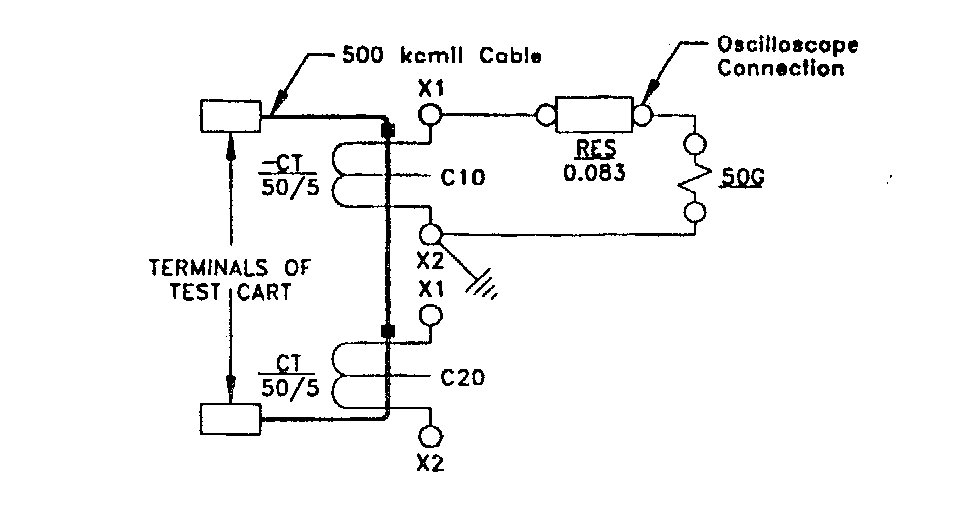 500 kcmil Cable
Oscilloscope
Connection
X1
RES
0.083
50G
CT
50/5
C10
X2
TERMINALS OF
TEST CART
X1
CT
50/5
C20
X2